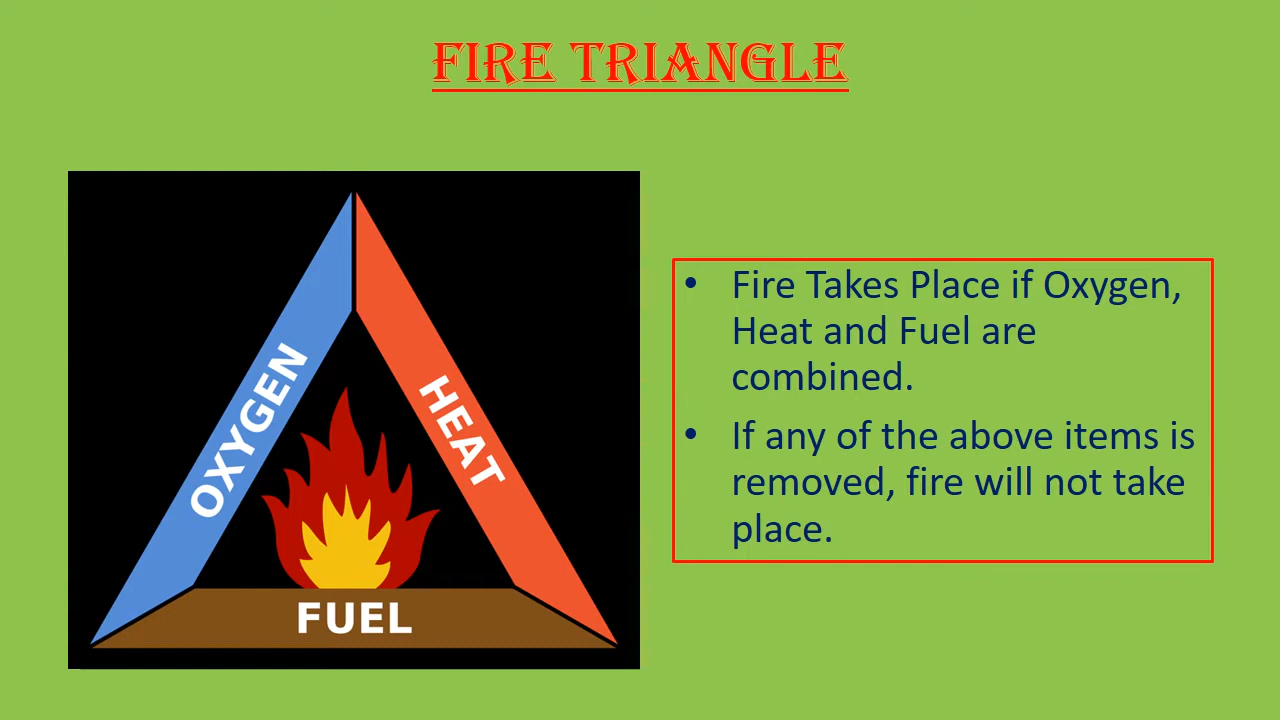 FIRE TRIANGLE
OXYGEN
HEAT
FUEL
• Fire Takes Place if Oxygen,
Heat and Fuel are
combined.
• If any of the above items is
removed, fire will not take
place.